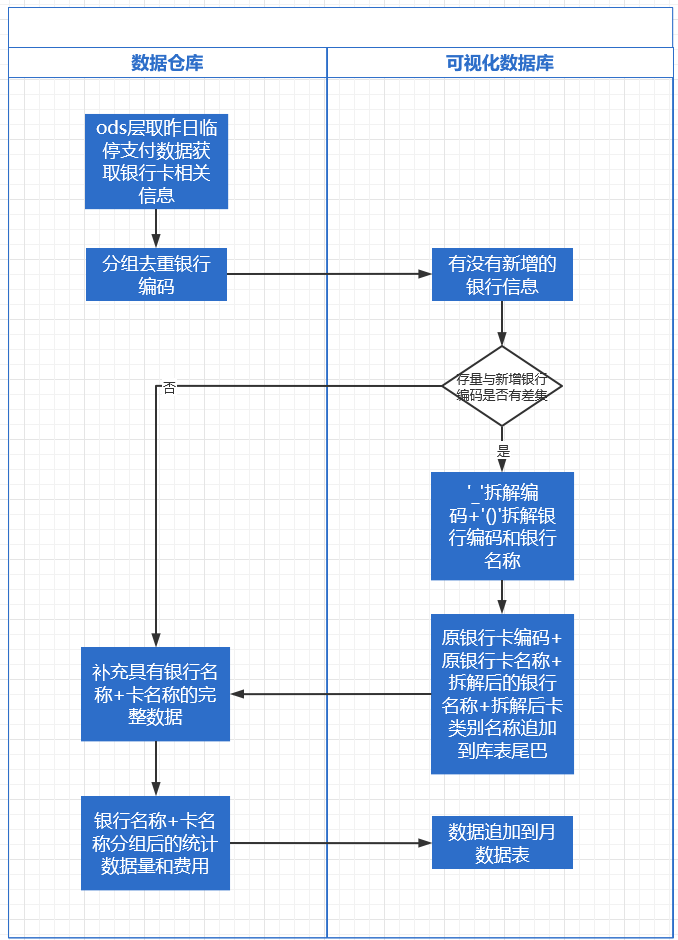 数据仓库
可视化数据库
ods层取昨日临
停支付数据获
取银行卡相关
信息
分组去重银行
编码
有没有新增的
银行信息
存量与新增银行
编码是否有差集
否
是
'_'拆解编
码+'()'拆解银
行编码和银行
名称
原银行卡编码+
原银行卡名称+
拆解后的银行
名称+拆解后卡
类别名称追加
到库表尾巴
补充具有银行名
称+卡名称的完
整数据
银行名称+卡名
称分组后的统计
数据量和费用
数据追加到月
数据表